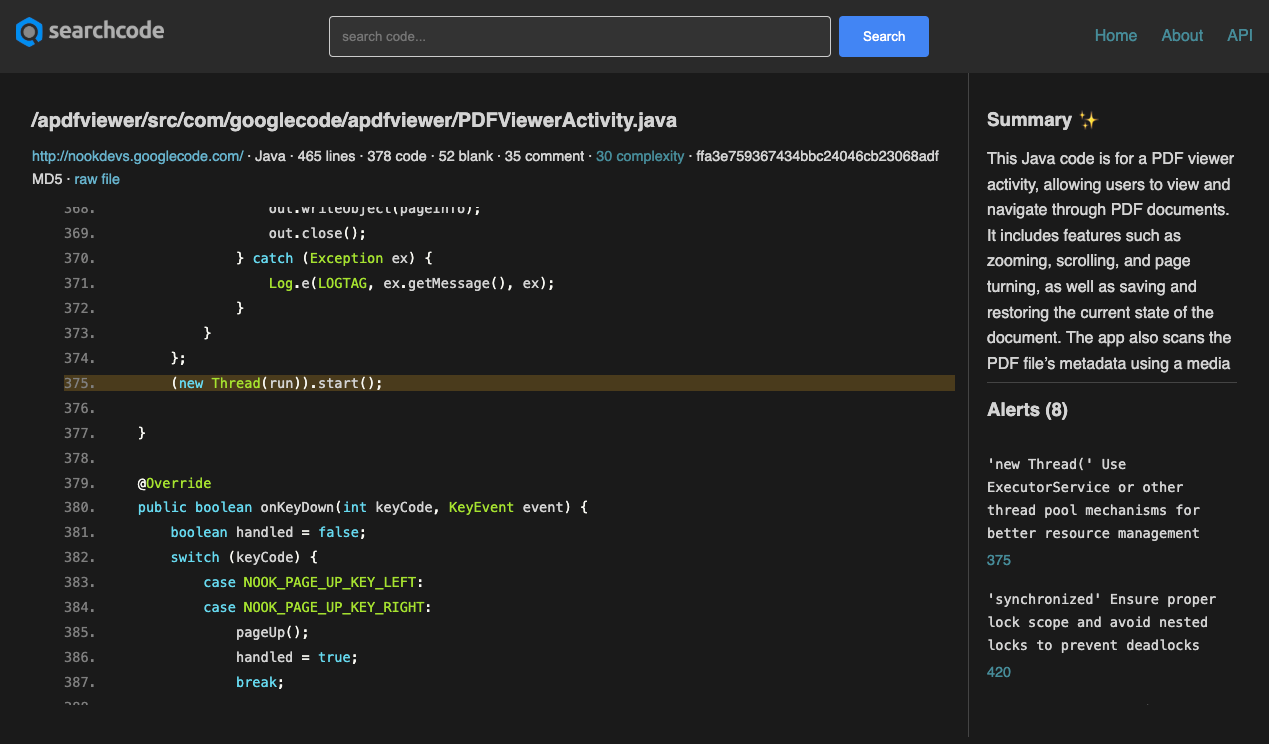 searchcode
search code...
Search
Home About API
/apdfviewer/src/com/googlecode/apdfviewer/PDFViewerActivity.java
http://nookdevs.googlecode.com/ · Java · 465 lines · 378 code · 52 blank · 35 comment · 30 complexity · ffa3e759367434bbc24046cb23068adf
MD5 · raw file
368. out.writeObject(pageInfo);
369. out.close();
370. } catch (Exception ex) {
371. Log.e(LOGTAG, ex.getMessage(), ex);
372. }
373. }
374. };
375. (new Thread(run)).start();
376.
377. }
378.
379. @Override
380. public boolean onKeyDown(int keyCode, KeyEvent event) {
381. boolean handled = false;
382. switch (keyCode) {
383. case NOOK_PAGE_UP_KEY_LEFT:
384. case NOOK_PAGE_UP_KEY_RIGHT:
385. pageUp();
386. handled = true;
387. break;
Summary ✨
This Java code is for a PDF viewer
activity, allowing users to view and
navigate through PDF documents.
It includes features such as
zooming, scrolling, and page
turning, as well as saving and
restoring the current state of the
document. The app also scans the
PDF file’s metadata using a media
Alerts (8)
'new Thread(' Use
ExecutorService or other
thread pool mechanisms for
better resource management
375
'synchronized' Ensure proper
lock scope and avoid nested
locks to prevent deadlocks
420